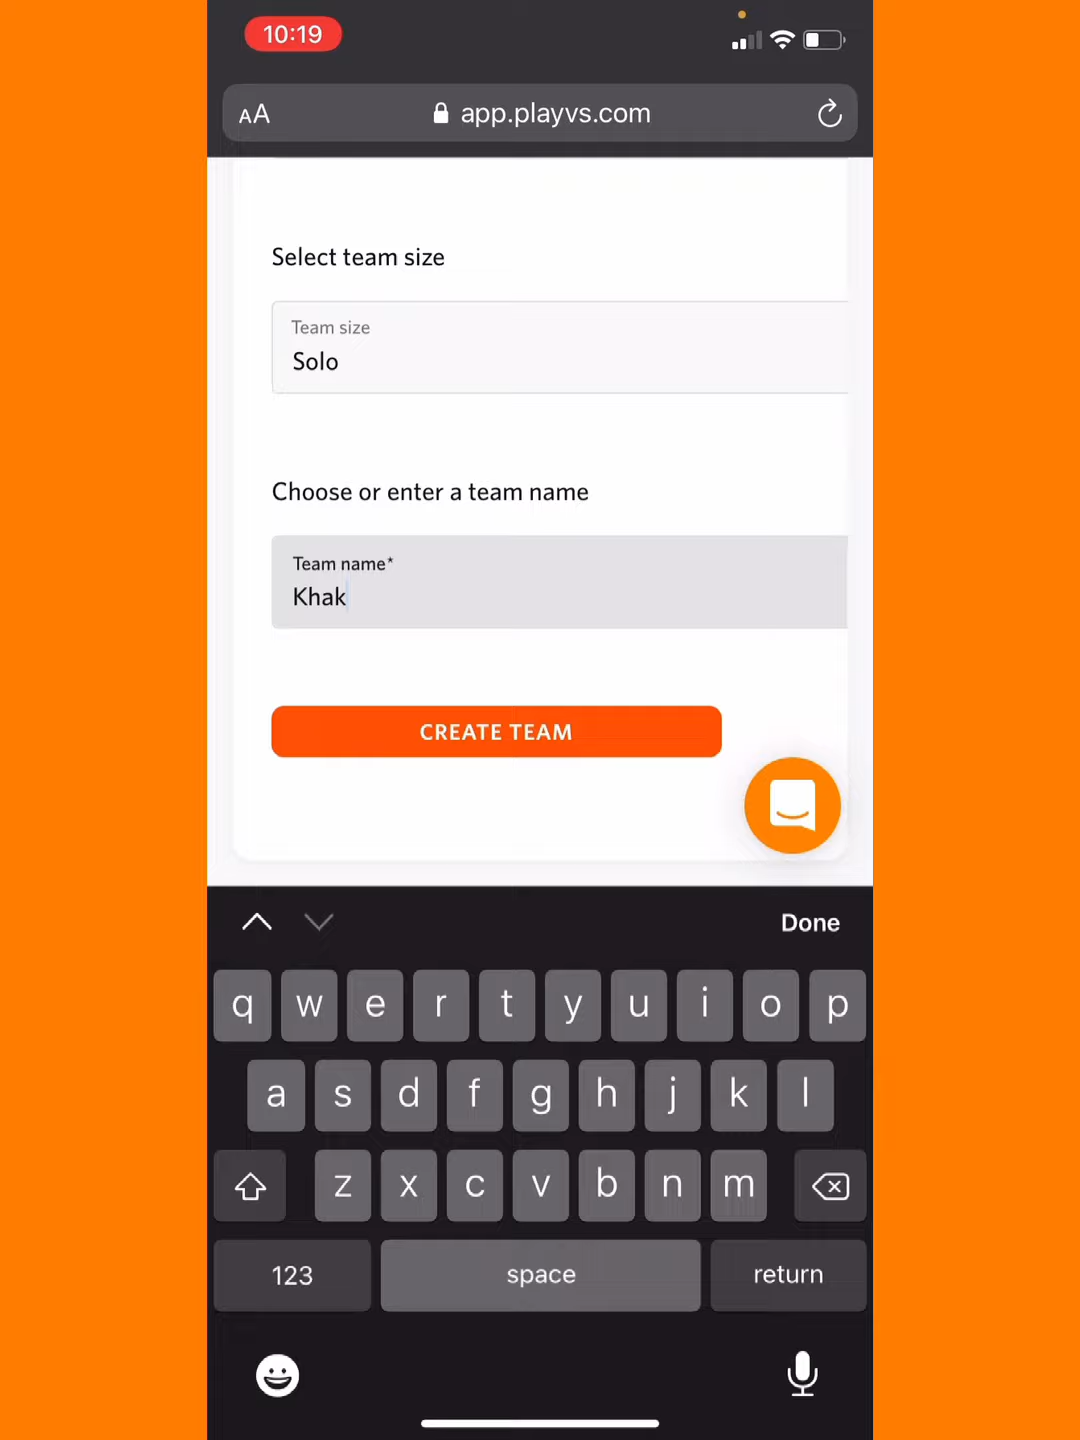 10:19
AA app.playvs.com
Select team size
Team size
Solo
Choose or enter a team name
Team name*
Khak
CREATE TEAM
Done
q w e r t y u i o p
a s d f g h j k l
z x c v b n m
123 space return